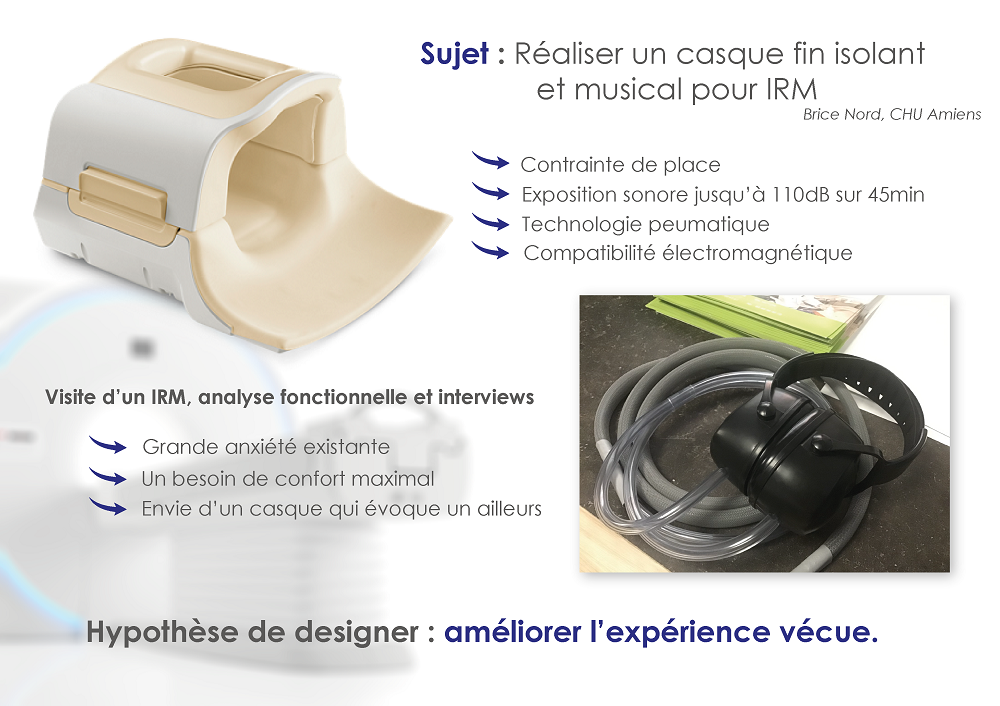 Sujet : Réaliser un casque fin isolant
et musical pour IRM
Brice Nord, CHU Amiens
Contrainte de place
Exposition sonore jusqu'à 110dB sur 45min
Technologie peumatique
Compatibilité électromagnétique
Visite d'un IRM, analyse fonctionnelle et interviews
Grande anxiété existante
Un besoin de confort maximal
Envie d'un casque qui évoque un ailleurs
Hypothèse de designer : améliorer l'expérience vécue.